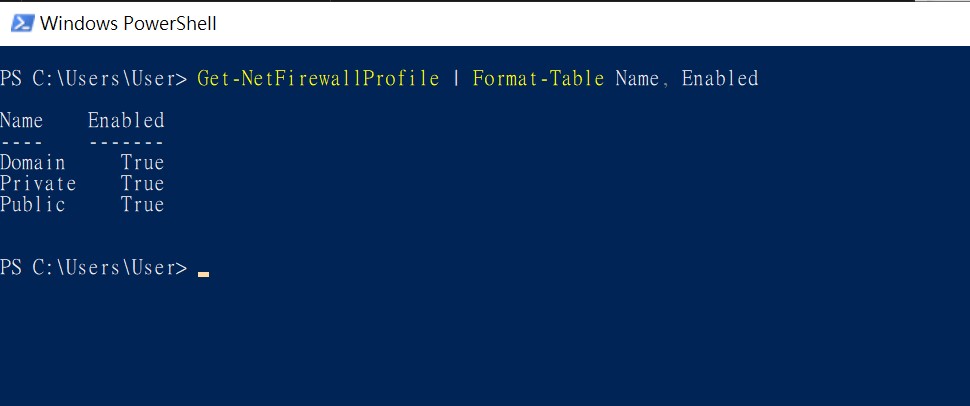 Windows PowerShell
PS C:\Users\User> Get-NetFirewallProfile | Format-Table Name, Enabled
Name    Enabled
----    -------
Domain     True
Private    True
Public     True
PS C:\Users\User>